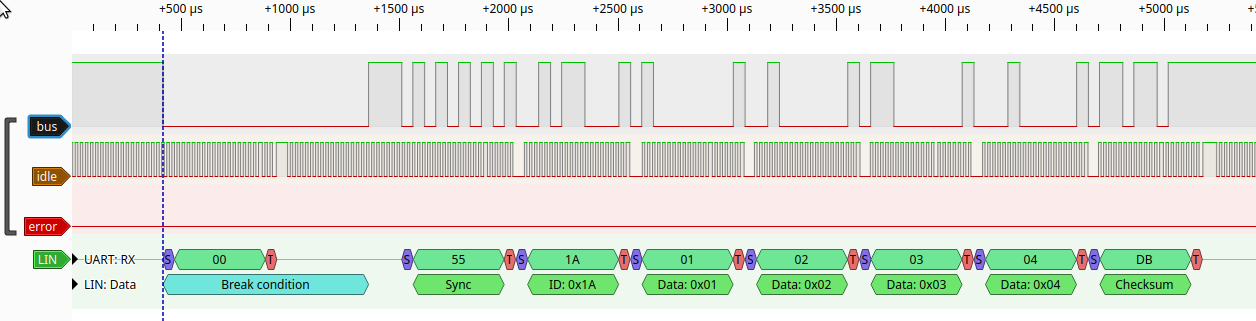 +500 µs +1000 µs +1500 µs +2000 µs +2500 µs +3000 µs +3500 µs +4000 µs +4500 µs +5000 µs
bus
idle
error
LIN UART: RX S 00 T S 55 T S 1A T S 01 T S 02 T S 03 T S 04 T S DB T
LIN: Data Break condition Sync ID: 0x1A Data: 0x01 Data: 0x02 Data: 0x03 Data: 0x04 Checksum